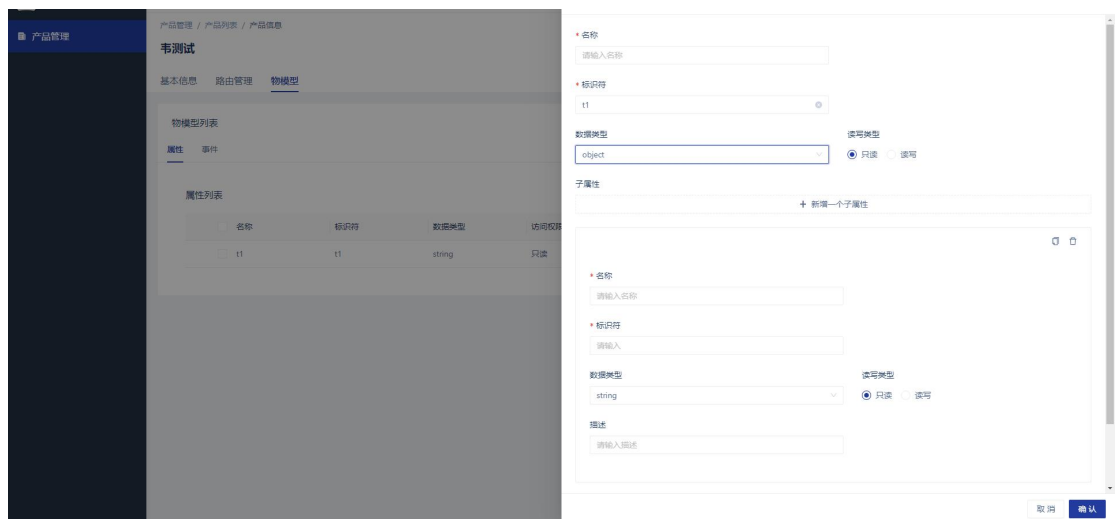 产品管理
产品管理 / 产品列表 / 产品信息
韦测试
基本信息 路由管理 物模型
物模型列表
属性 事件
属性列表
名称 标识符 数据类型 访问权限
t1 t1 string 只读
* 名称
请输入名称
* 标识符
t1
数据类型 读写类型
object 只读 读写
子属性
+ 新增一个子属性
* 名称
请输入名称
* 标识符
请输入
数据类型 读写类型
string 只读 读写
描述
请输入描述
取消 确认